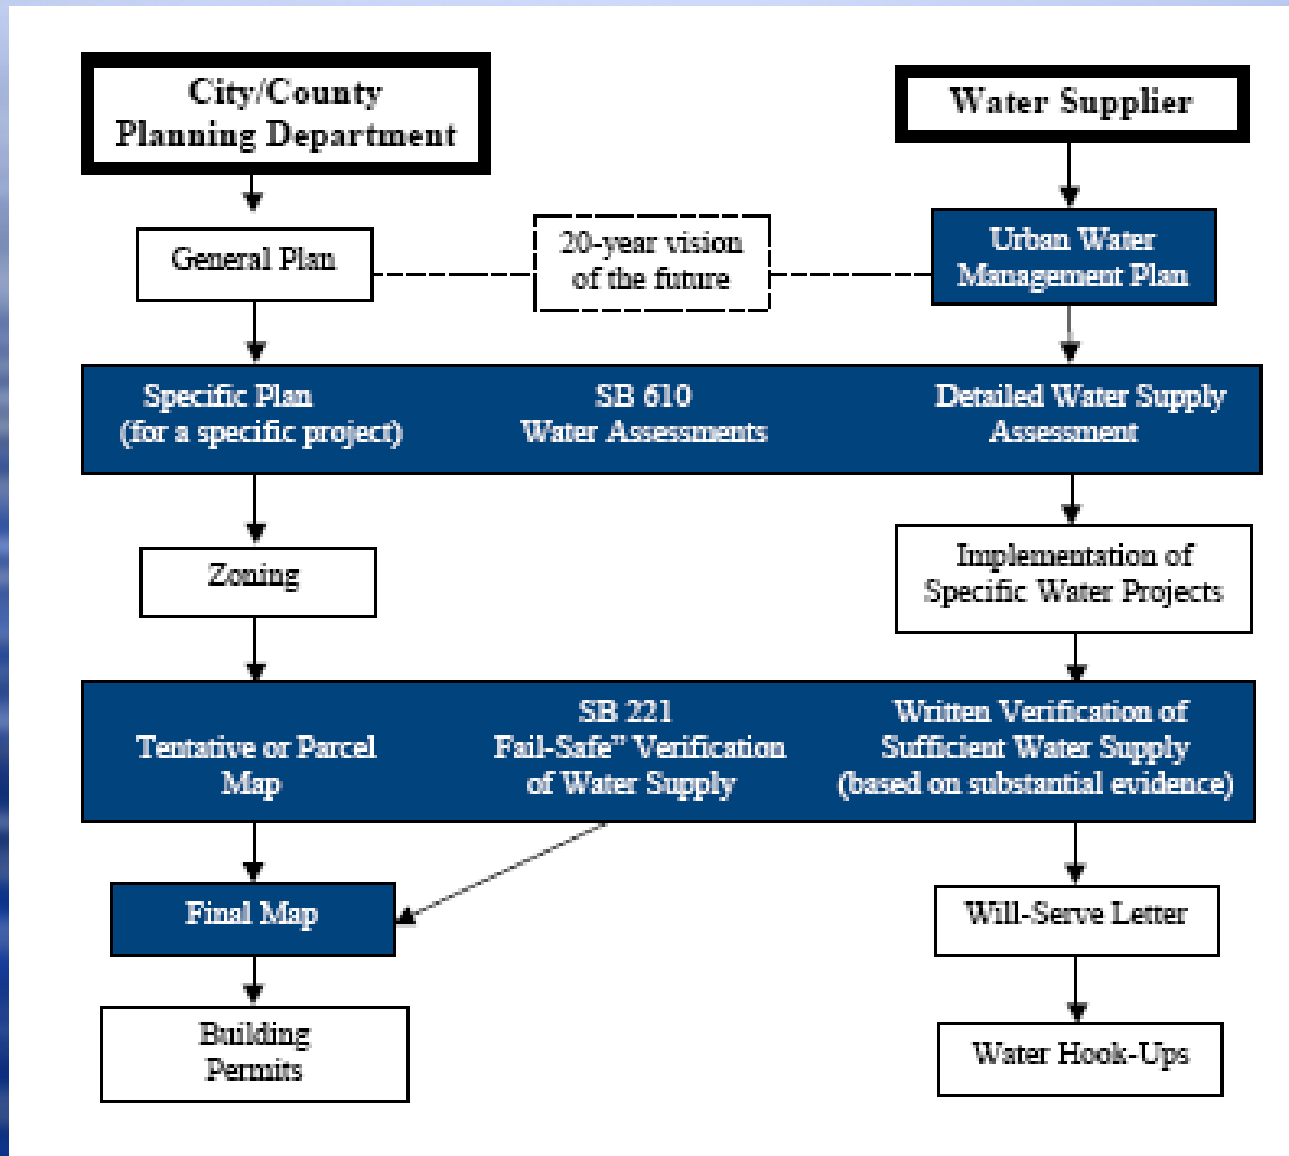 City/County
Planning Department
Water Supplier
General Plan
20-year vision
of the future
Urban Water
Management Plan
Specific Plan
(for a specific project)
SB 610
Water Assessments
Detailed Water Supply
Assessment
Zoning
Implementation of
Specific Water Projects
Tentative or Parcel
Map
SB 221
Fail-Safe” Verification
of Water Supply
Written Verification of
Sufficient Water Supply
(based on substantial evidence)
Final Map
Will-Serve Letter
Building
Permits
Water Hook-Ups